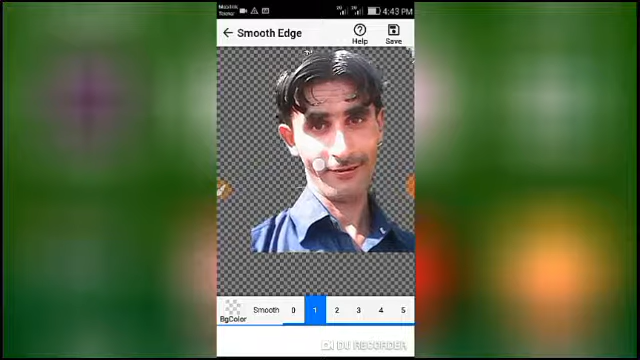 4:43 PM
Smooth Edge
Help
Save
BgColor
Smooth 0 1 2 3 4 5
DU RECORDER